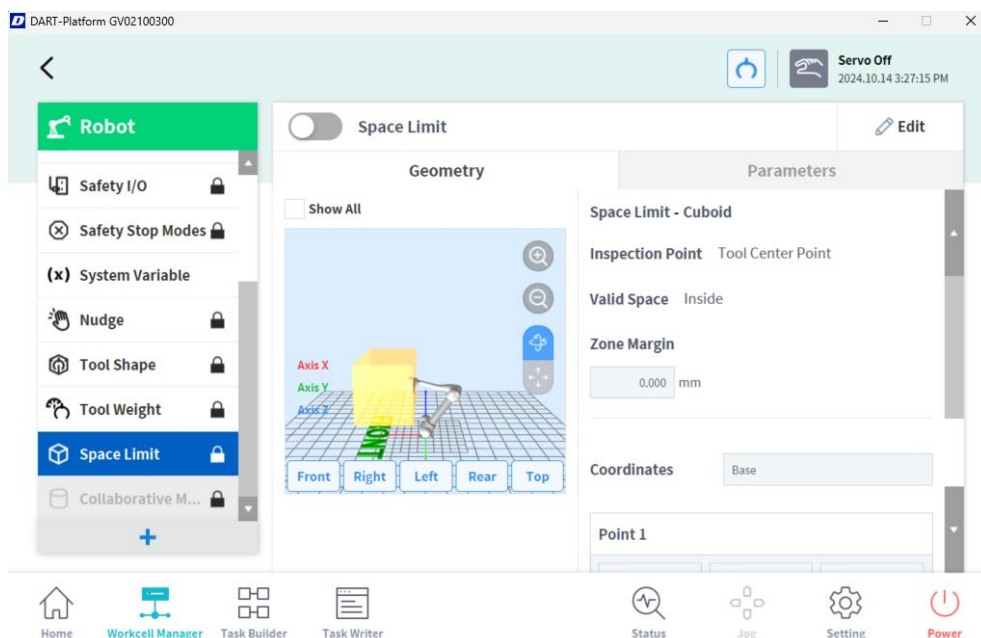 DART-Platform GV02100300
Servo Off
2024.10.14 3:27:15 PM
Robot
Safety I/O
Safety Stop Modes
(x) System Variable
Nudge
Tool Shape
Tool Weight
Space Limit
Collaborative M...
+
Space Limit
Edit
Geometry
Parameters
Show All
Axis X
Axis Y
Axis Z
FRONT
Front Right Left Rear Top
Space Limit - Cuboid
Inspection Point Tool Center Point
Valid Space Inside
Zone Margin
0.000 mm
Coordinates Base
Point 1
Home Workcell Manager Task Builder Task Writer Status Jog Setting Power